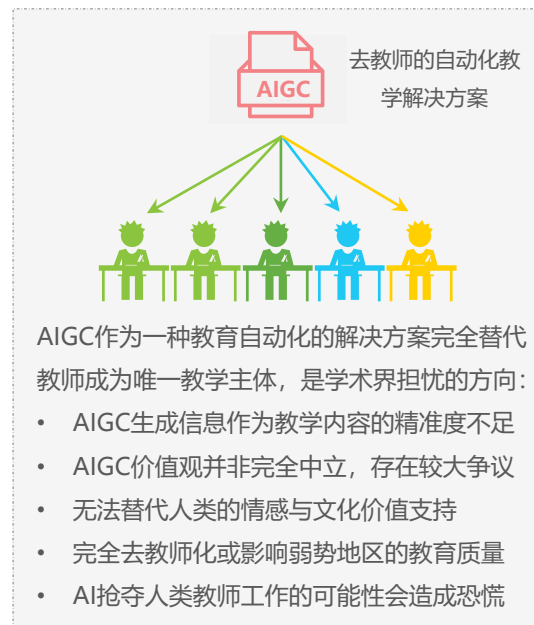 AIGC
去教师的自动化教
学解决方案
AIGC作为一种教育自动化的解决方案完全替代
教师成为唯一教学主体，是学术界担忧的方向：
• AIGC生成信息作为教学内容的精准度不足
• AIGC价值观并非完全中立，存在较大争议
• 无法替代人类的情感与文化价值支持
• 完全去教师化或影响弱势地区的教育质量
• AI抢夺人类教师工作的可能性会造成恐慌